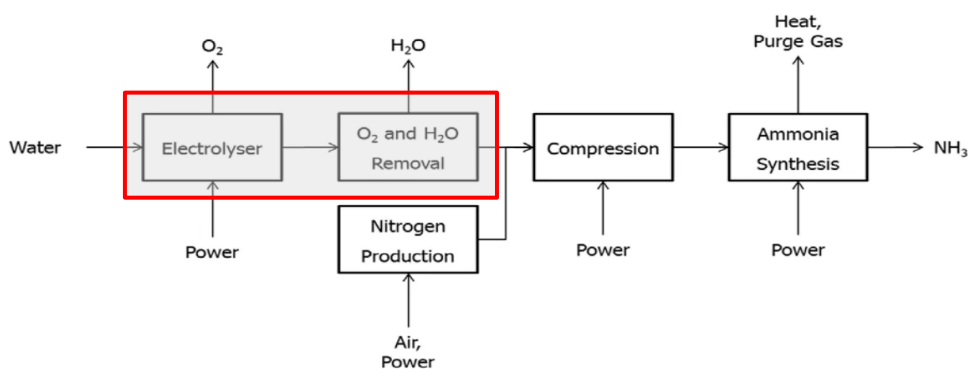 O₂
H₂O
Heat,
Purge Gas
Water
Electrolyser
O₂ and H₂O
Removal
Compression
Ammonia
Synthesis
NH₃
Power
Nitrogen
Production
Power
Power
Air,
Power